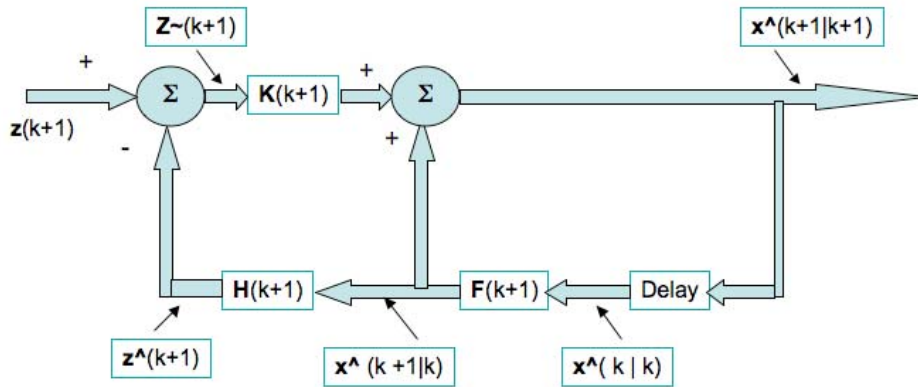 Z~(k+1)
x^(k+1|k+1)
+
Σ
K(k+1)
+
Σ
z(k+1)
-
+
H(k+1)
F(k+1)
Delay
z^(k+1)
x^ (k +1|k)
x^( k | k)